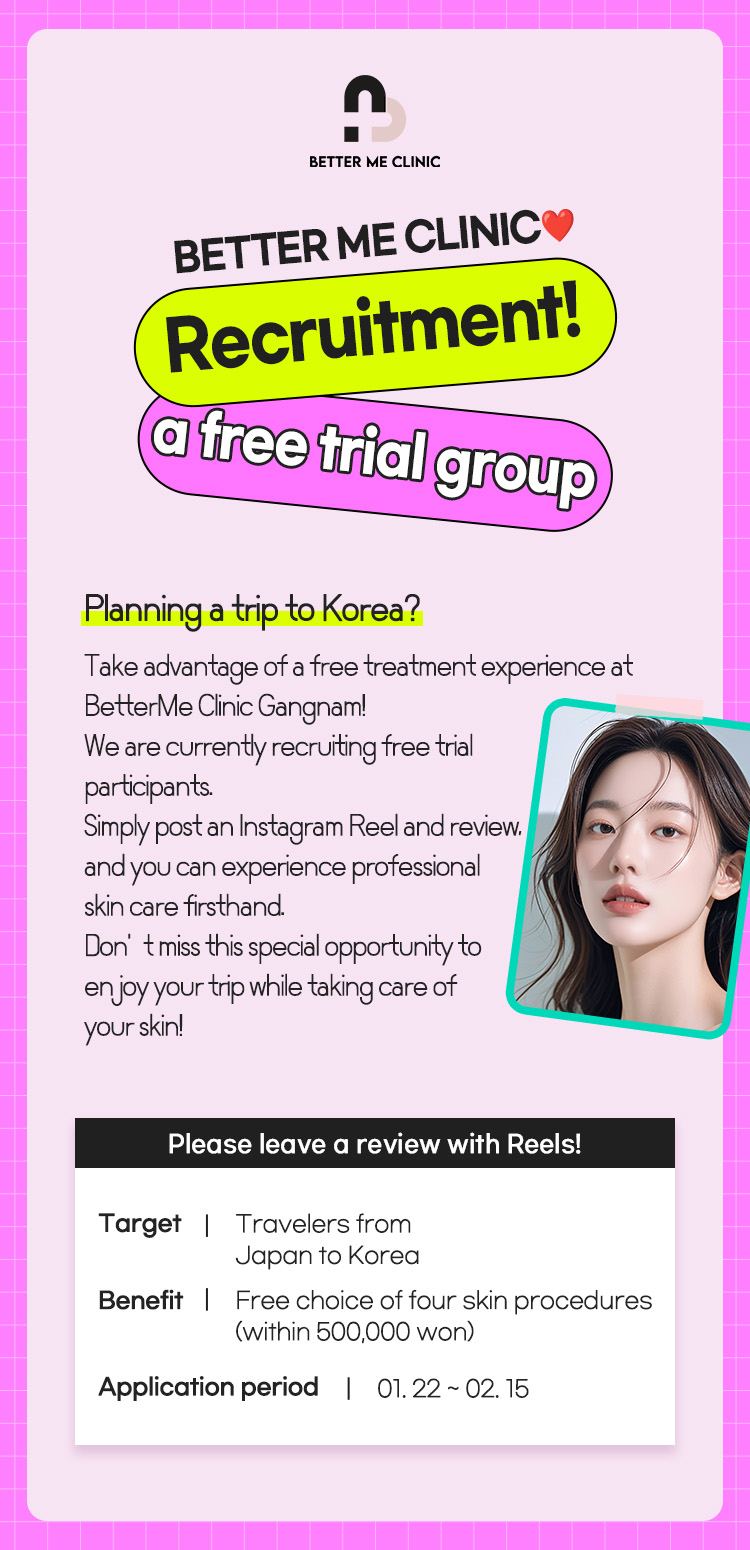 BETTER ME CLINIC
BETTER ME CLINIC❤️
Recruitment!
a free trial group
Planning a trip to Korea?
Take advantage of a free treatment experience at
BetterMe Clinic Gangnam!
We are currently recruiting free trial
participants.
Simply post an Instagram Reel and review,
and you can experience professional
skin care firsthand.
Don't miss this special opportunity to
enjoy your trip while taking care of
your skin!
Please leave a review with Reels!
Target | Travelers from
Japan to Korea
Benefit | Free choice of four skin procedures
(within 500,000 won)
Application period | 01. 22 ~ 02. 15